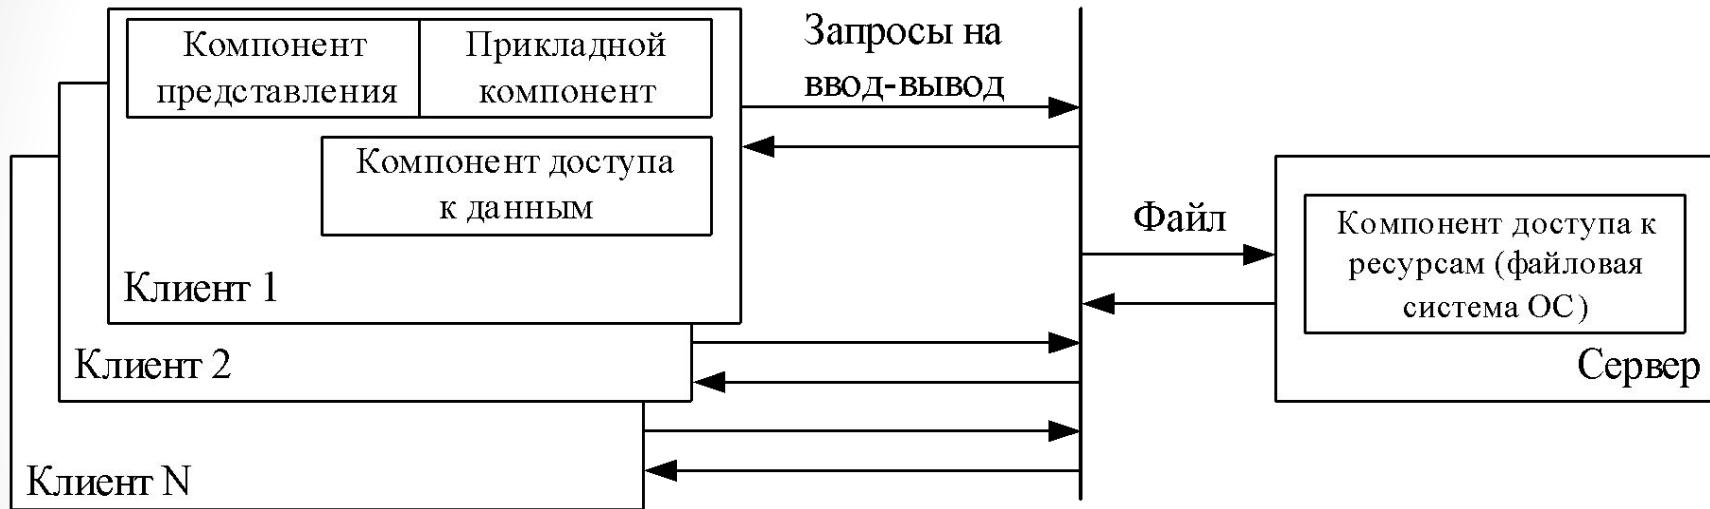 Компонент
представления
Прикладной
компонент
Компонент доступа
к данным
Клиент 1
Клиент 2
Клиент N
Запросы на
ввод-вывод
Файл
Компонент доступа к
ресурсам (файловая
система ОС)
Сервер